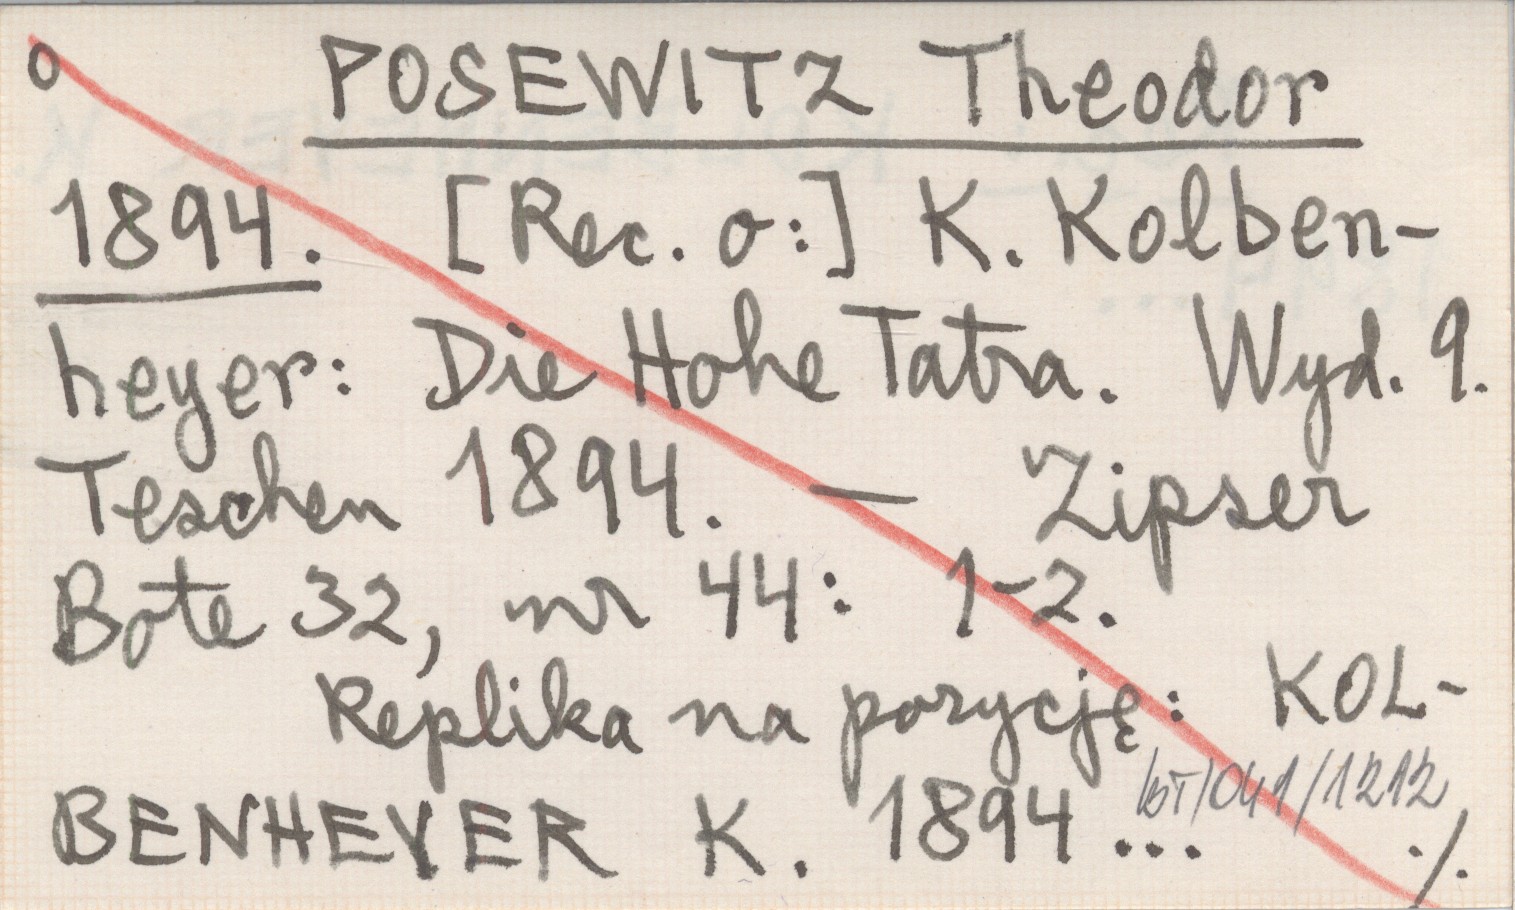 o POSEWITZ Theodor
1894. [Rec. o:] K. Kolben-
heyer: Die Hohe Tatra. Wyd. 9.
Teschen 1894. — Zipser
Bote 32, nr 44: 1-2.
Replika na pozycję: KOL-
BT/041/1212
BENHEYER K. 1894 ... ./.